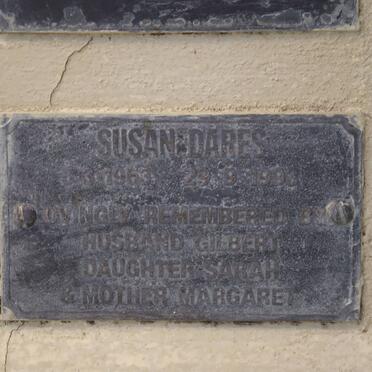 SUSAN DARES
LOVINGLY REMEMBERED BY
HUSBAND GILBERT
DAUGHTER SARAH
& MOTHER MARGARET